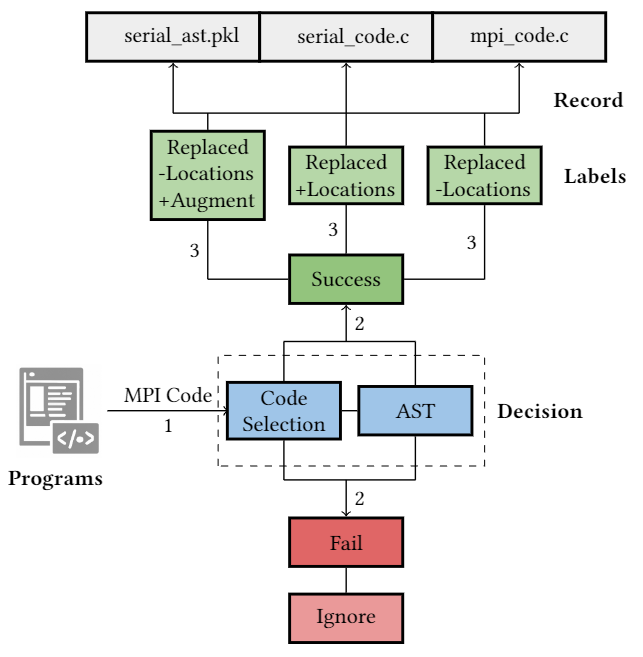 serial_ast.pkl
serial_code.c
mpi_code.c
Record
Replaced
-Locations
+Augment
Replaced
+Locations
Replaced
-Locations
Labels
3
3
3
Success
2
MPI Code
1
Code
Selection
AST
Decision
</>
Programs
2
Fail
Ignore